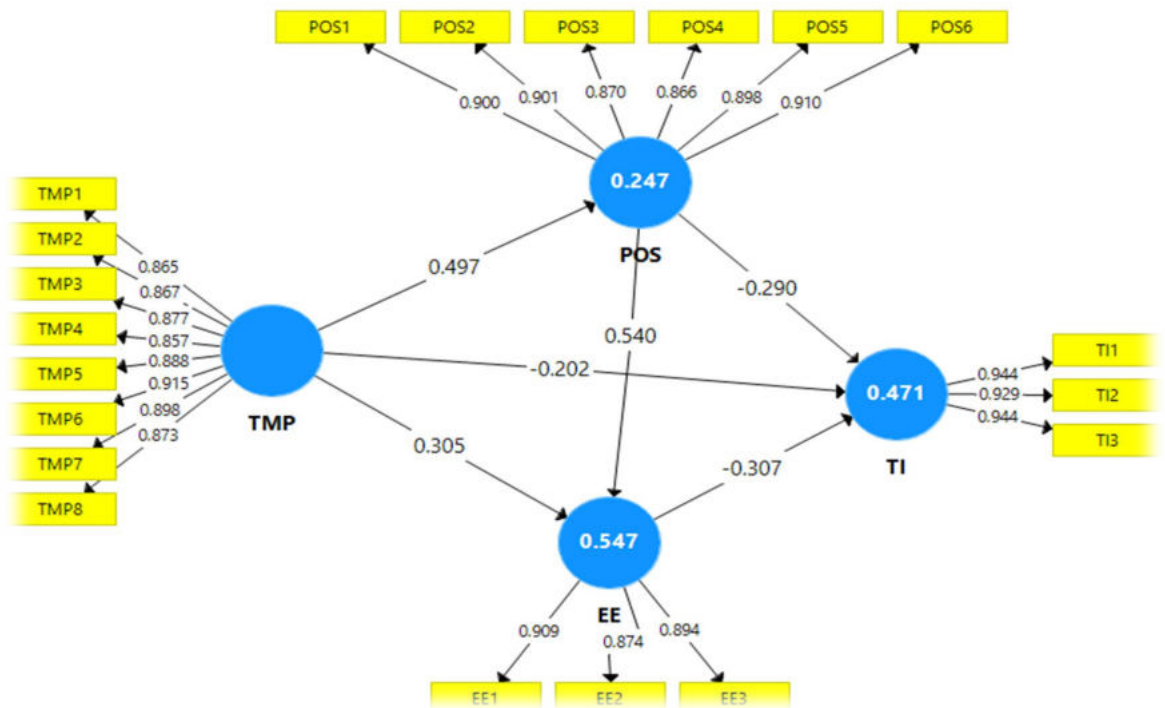 POS1 POS2 POS3 POS4 POS5 POS6
0.900 0.901 0.870 0.866 0.898 0.910
0.247
POS
TMP1
TMP2
TMP3
TMP4
TMP5
TMP6
TMP7
TMP8
0.865
0.867
0.877
0.857
0.888
0.915
0.898
0.873
TMP
0.497
-0.290
0.540
-0.202
0.305
-0.307
0.471
TI
0.944
0.929
0.944
TI1
TI2
TI3
0.547
EE
0.909 0.874 0.894
EE1 EE2 EE3